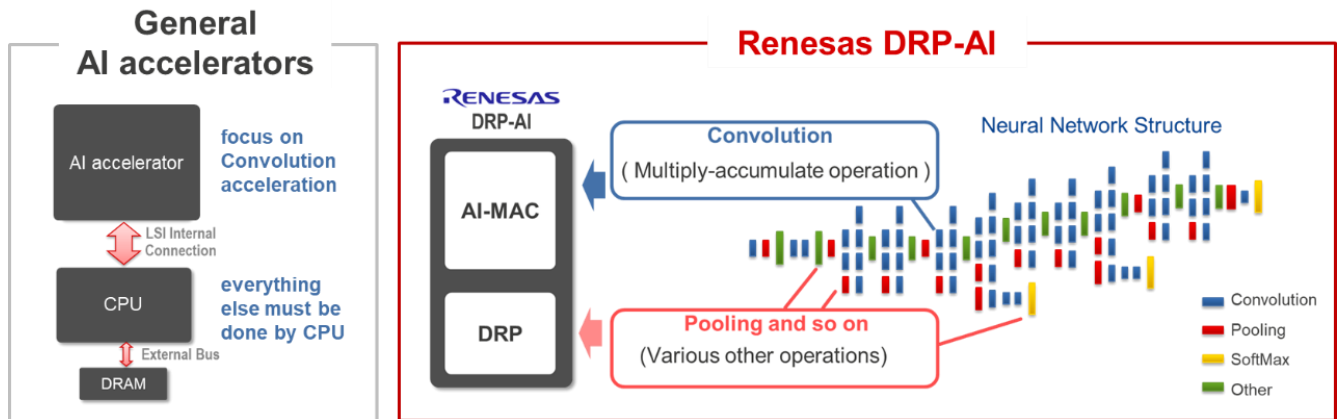 General
AI accelerators
AI accelerator
focus on
Convolution
acceleration
LSI Internal
Connection
CPU
everything
else must be
done by CPU
External Bus
DRAM
Renesas DRP-AI
RENESAS
DRP-AI
AI-MAC
DRP
Convolution
( Multiply-accumulate operation )
Pooling and so on
(Various other operations)
Neural Network Structure
Convolution
Pooling
SoftMax
Other